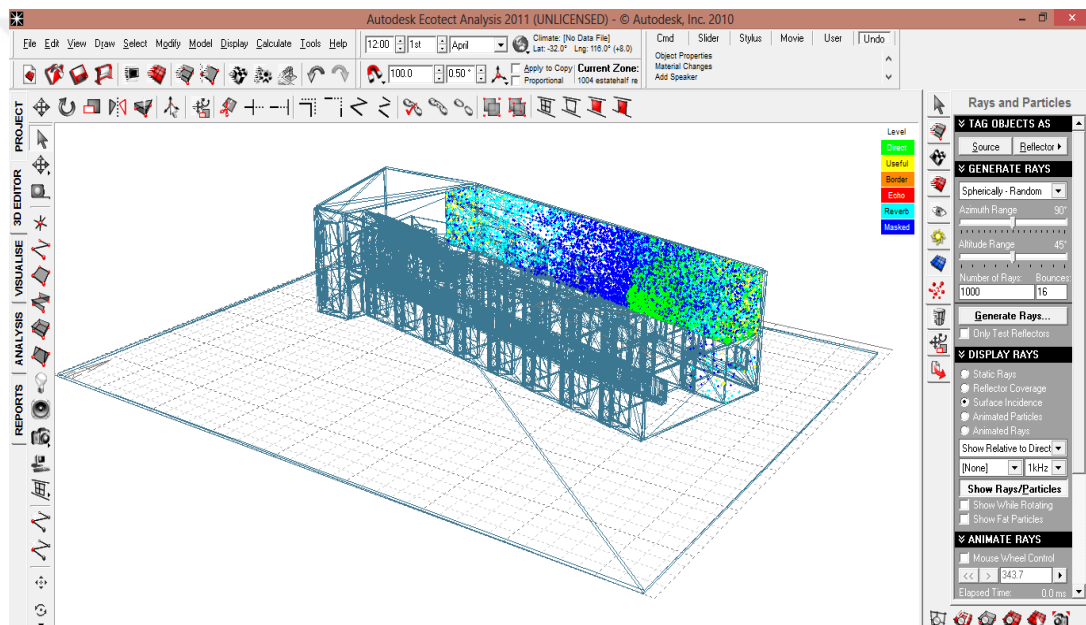 Autodesk Ecotect Analysis 2011 (UNLICENSED) - © Autodesk, Inc. 2010
File Edit View Draw Select Modify Model Display Calculate Tools Help
12:00 1st April
Climate: [No Data File]
Lat: -32.0° Lng: 116.0° (+8.0)
Cmd Slider Stylus Movie User Undo
Object Properties
Material Changes
Add Speaker
100.0 0.50 °
Apply to Copy
Proportional
Current Zone:
1004 estatehalf re
PROJECT
3D EDITOR
VISUALISE
ANALYSIS
REPORTS
Level
Direct
Useful
Border
Echo
Reverb
Masked
Rays and Particles
TAG OBJECTS AS
Source Reflector
GENERATE RAYS
Spherically - Random
Azimuth Range 90°
Altitude Range 45°
Number of Rays: Bounces:
1000 16
Generate Rays...
Only Test Reflectors
DISPLAY RAYS
Static Rays
Reflector Coverage
Surface Incidence
Animated Particles
Animated Rays
Show Relative to Direct
[None] 1kHz
Show Rays/Particles
Show While Rotating
Show Fat Particles
ANIMATE RAYS
Mouse Wheel Control
<< > 343.7
Elapsed Time: 0.0 ms